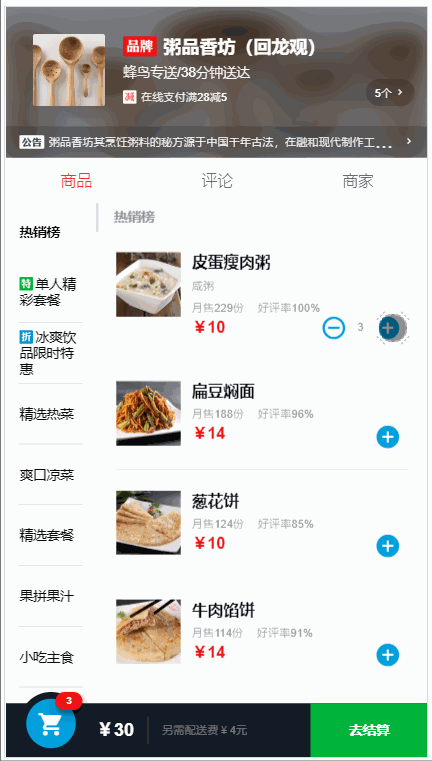 品牌 粥品香坊（回龙观）
蜂鸟专送/38分钟送达
减 在线支付满28减5
5个 >
公告 粥品香坊其烹饪粥料的秘方源于中国千年古法，在融和现代制作工... >
商品 评论 商家
热销榜
特 单人精
彩套餐
折 冰爽饮
品限时特
惠
精选热菜
爽口凉菜
精选套餐
果拼果汁
小吃主食
热销榜
皮蛋瘦肉粥
咸粥
月售229份 好评率100%
￥10
3
扁豆焖面
月售188份 好评率96%
￥14
葱花饼
月售124份 好评率85%
￥10
牛肉馅饼
月售114份 好评率91%
￥14
3
￥30
另需配送费￥4元
去结算